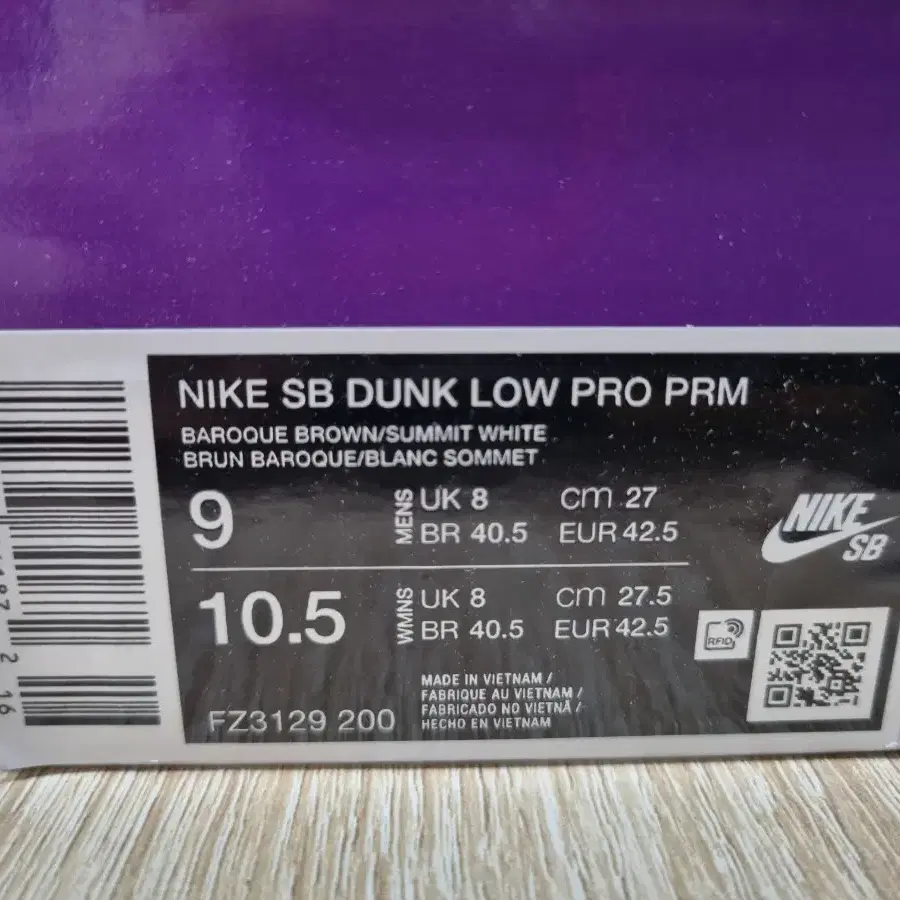 NIKE SB DUNK LOW PRO PRM
BAROQUE BROWN/SUMMIT WHITE
BRUN BAROQUE/BLANC SOMMET
9
MENS
UK 8 cm 27
BR 40.5 EUR 42.5
10.5
WMNS
UK 8 cm 27.5
BR 40.5 EUR 42.5
NIKE
SB
RFID
FZ3129 200
MADE IN VIETNAM /
FABRIQUE AU VIETNAM /
FABRICADO NO VIETNÃ /
HECHO EN VIETNAM
2 16